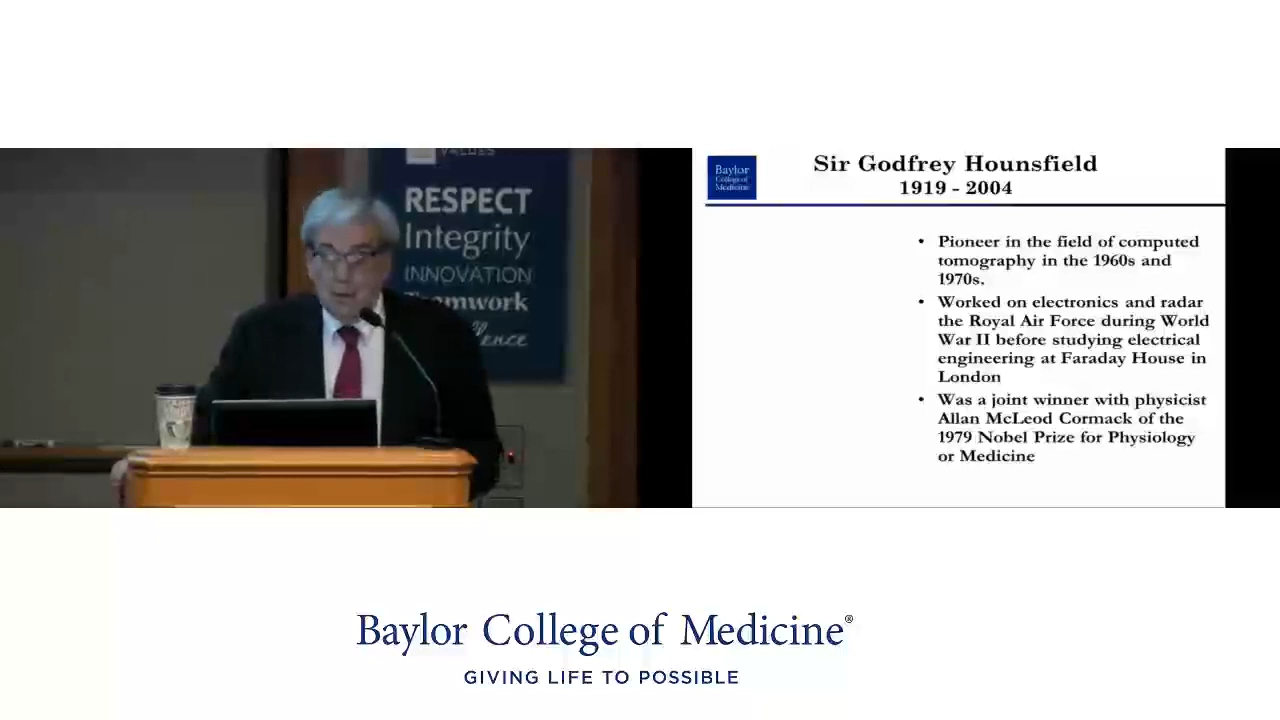 VALUES
RESPECT
Integrity
INNOVATION
Teamwork
Baylor
College of
Medicine
Sir Godfrey Hounsfield
1919 - 2004
• Pioneer in the field of computed
tomography in the 1960s and
1970s.
• Worked on electronics and radar
the Royal Air Force during World
War II before studying electrical
engineering at Faraday House in
London
• Was a joint winner with physicist
Allan McLeod Cormack of the
1979 Nobel Prize for Physiology
or Medicine
Baylor College of Medicine®
GIVING LIFE TO POSSIBLE